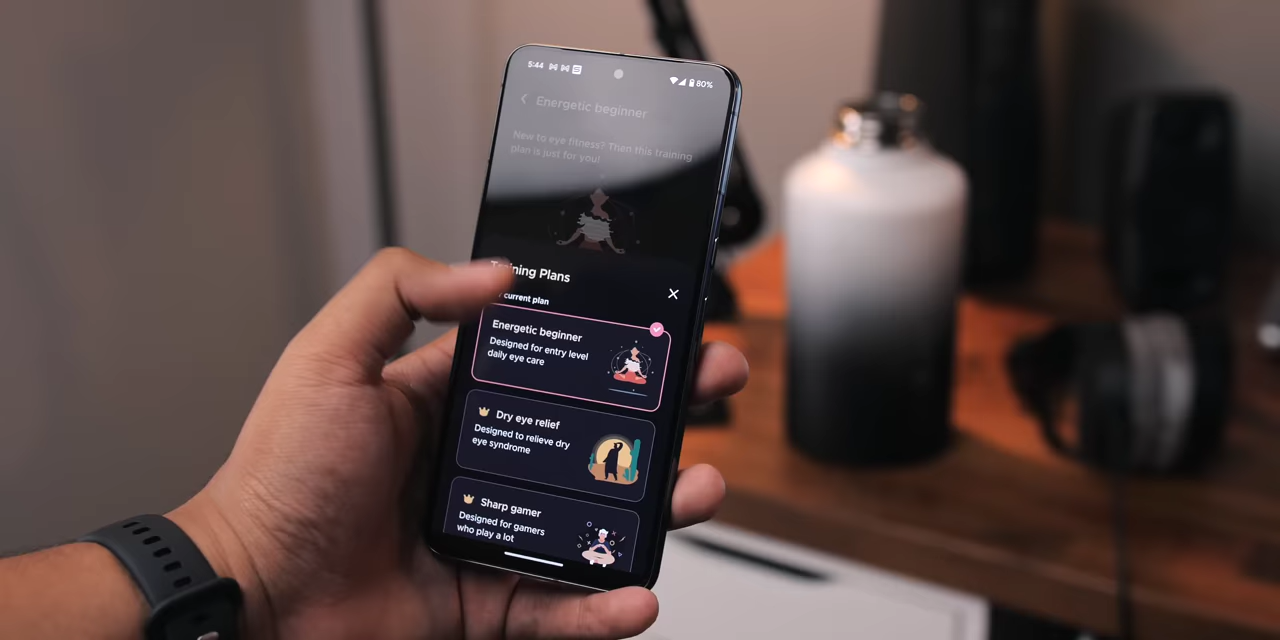 5:44
80%
Energetic beginner
New to eye fitness? Then this training
plan is just for you!
Training Plans
current plan
Energetic beginner
Designed for entry level
daily eye care
Dry eye relief
Designed to relieve dry
eye syndrome
Sharp gamer
Designed for gamers
who play a lot